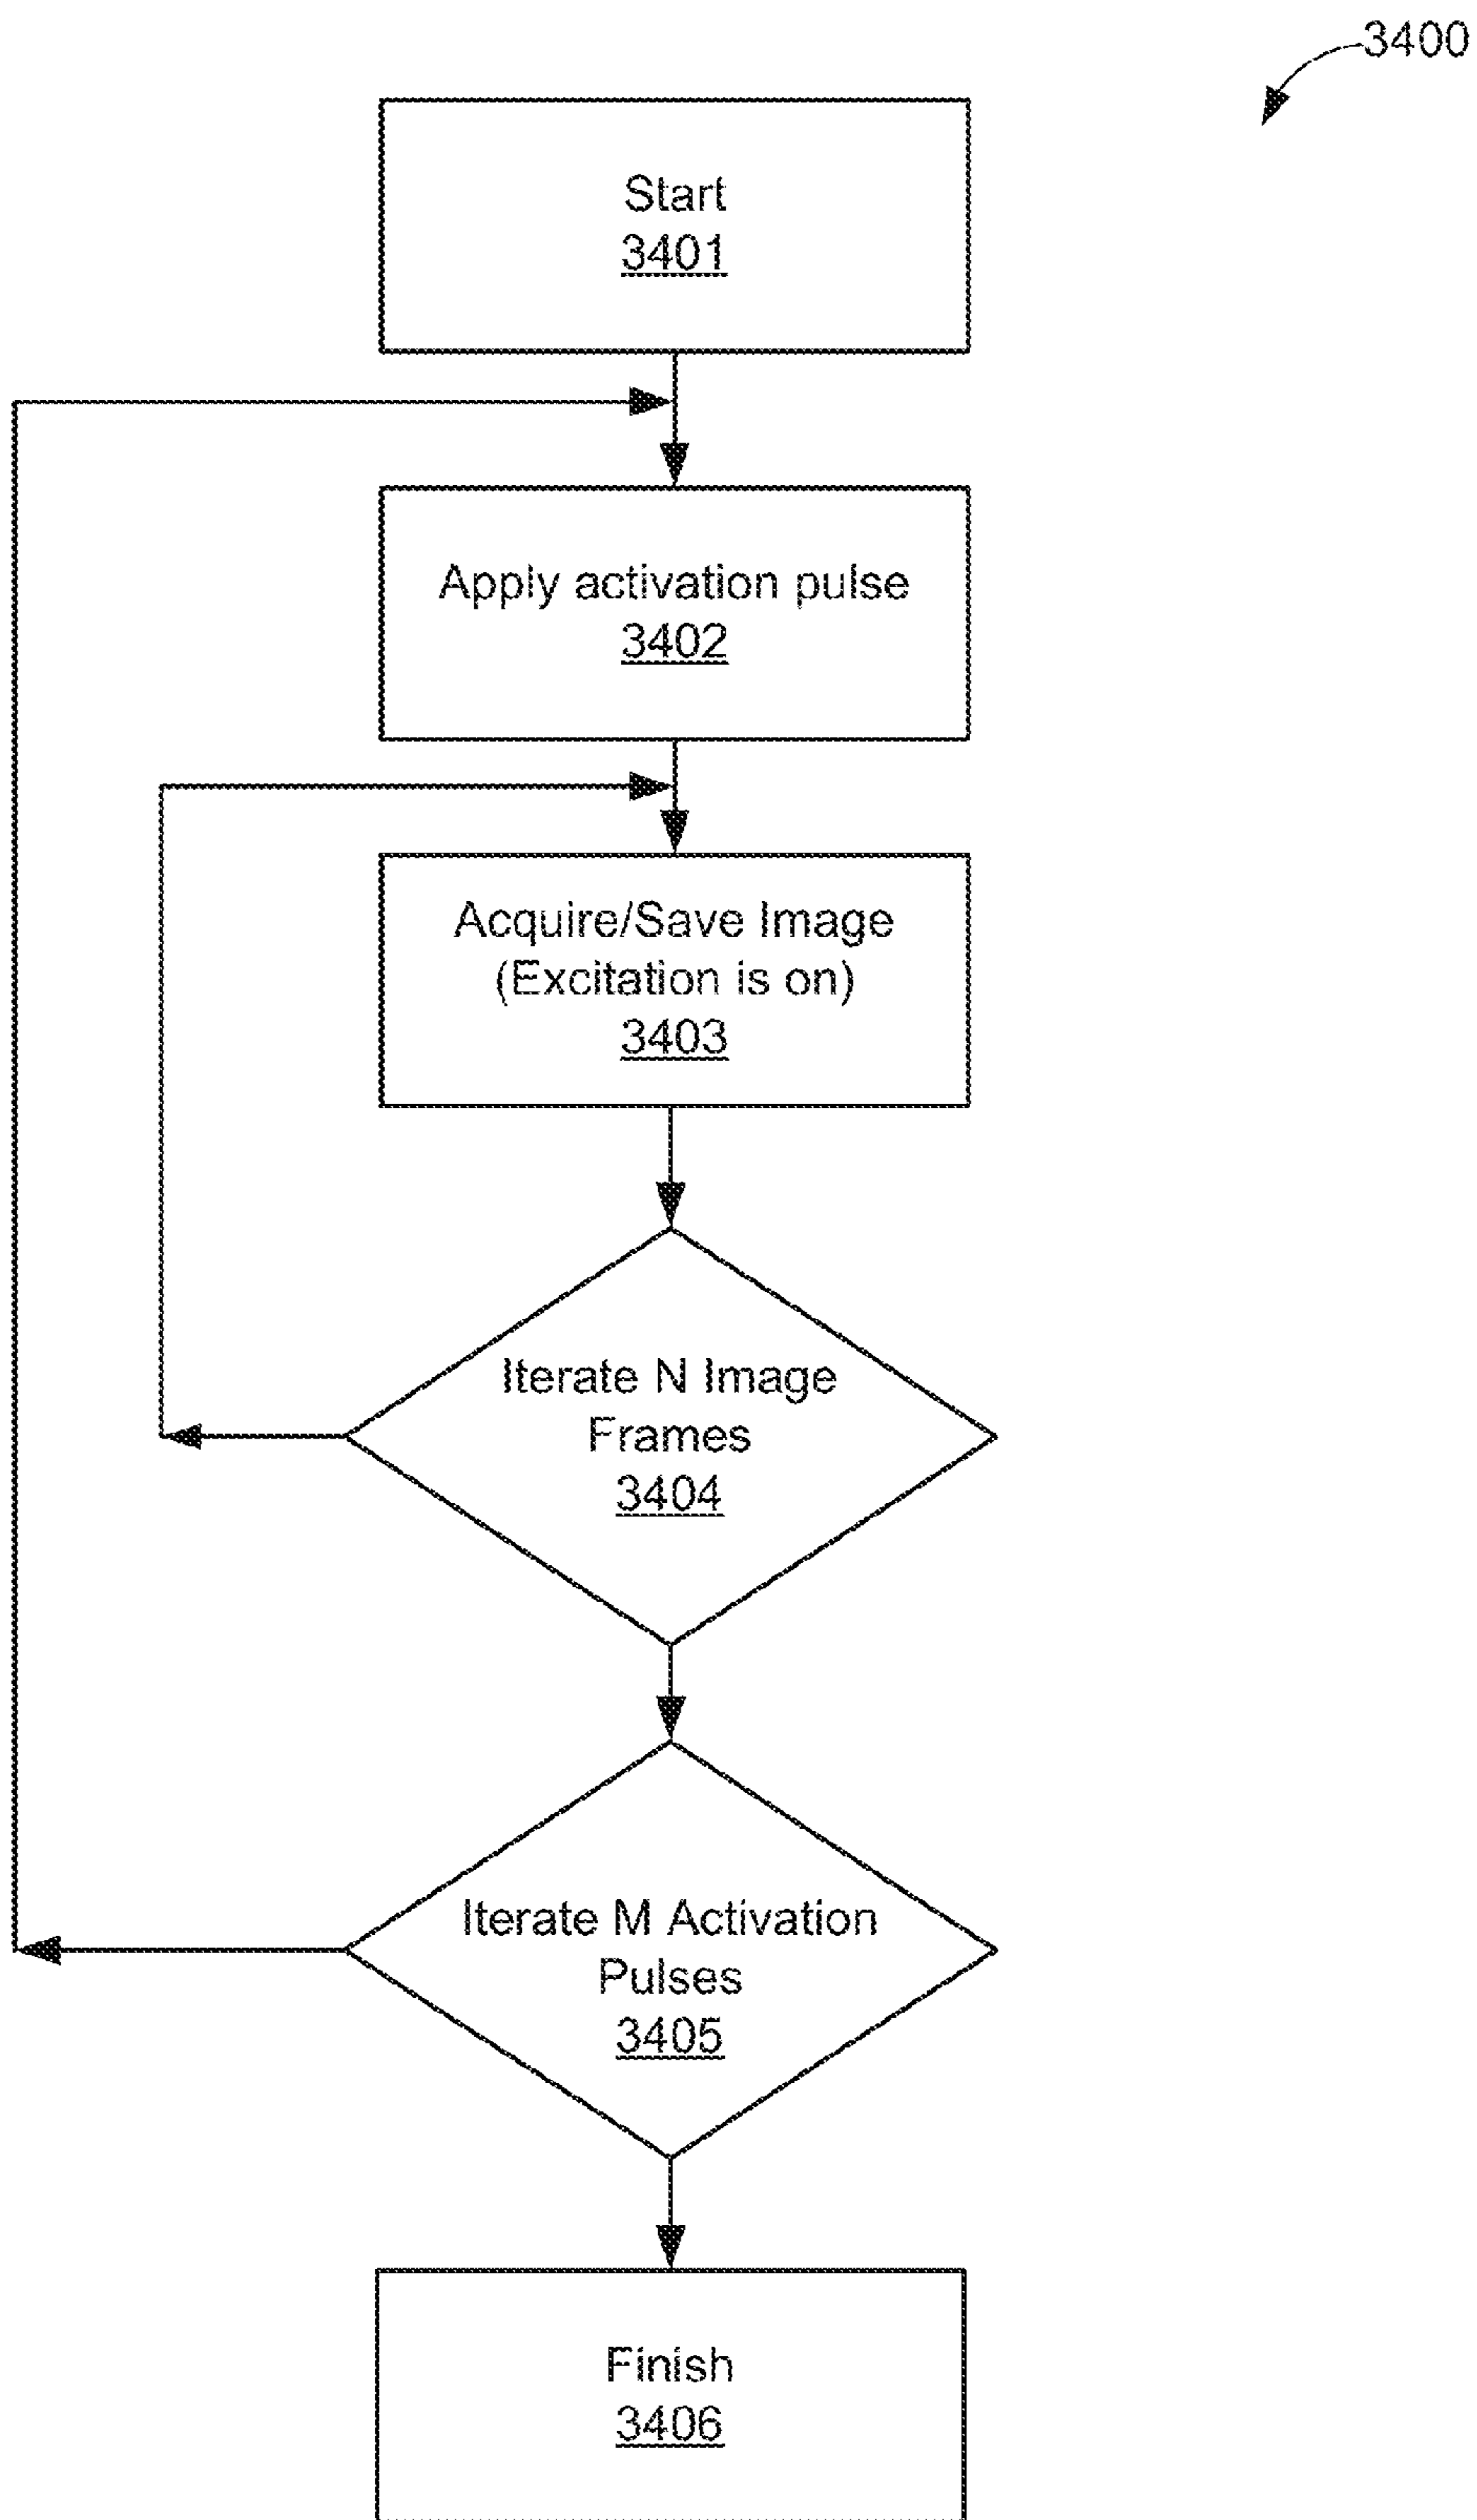 3400
Start
3401
Apply activation pulse
3402
Acquire/Save Image
(Excitation is on)
3403
Iterate N Image
Frames
3404
Iterate M Activation
Pulses
3405
Finish
3406